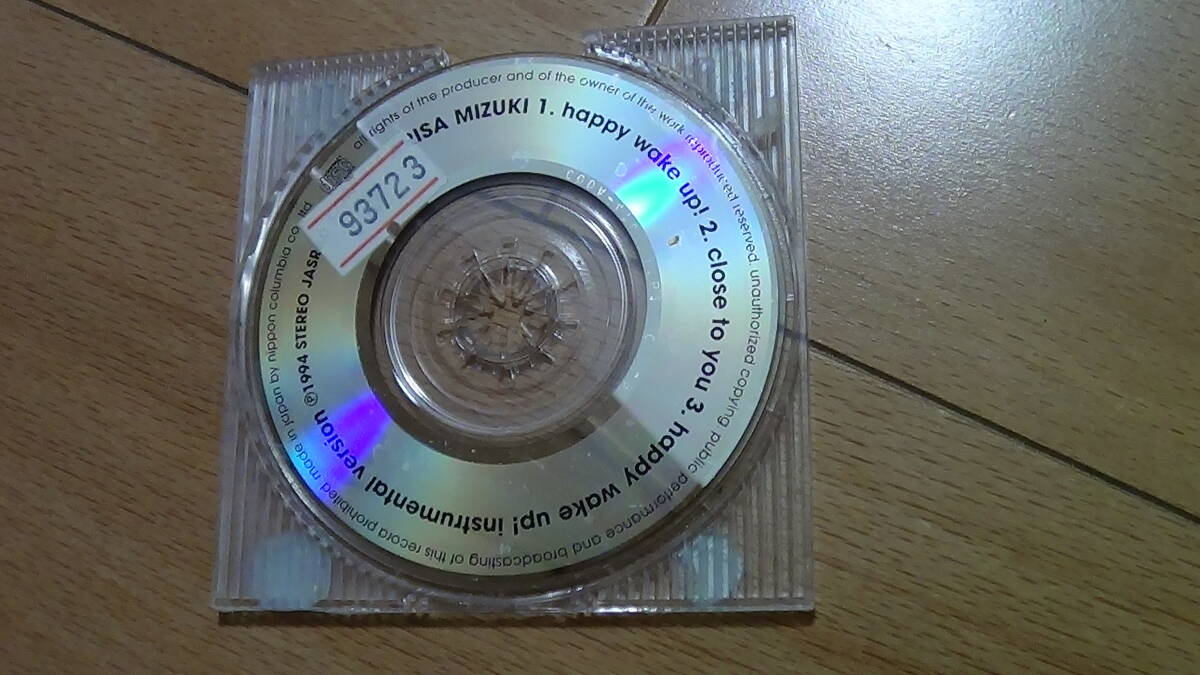 all rights of the producer and of the owner of the work reproduced reserved. unauthorized copying public performance and broadcasting of this record prohibited made in japan by nippon columbia co ltd
ISA MIZUKI 1. happy wake up! 2. close to you 3. happy wake up! instrumental version ℗1994 STEREO JASR
93723